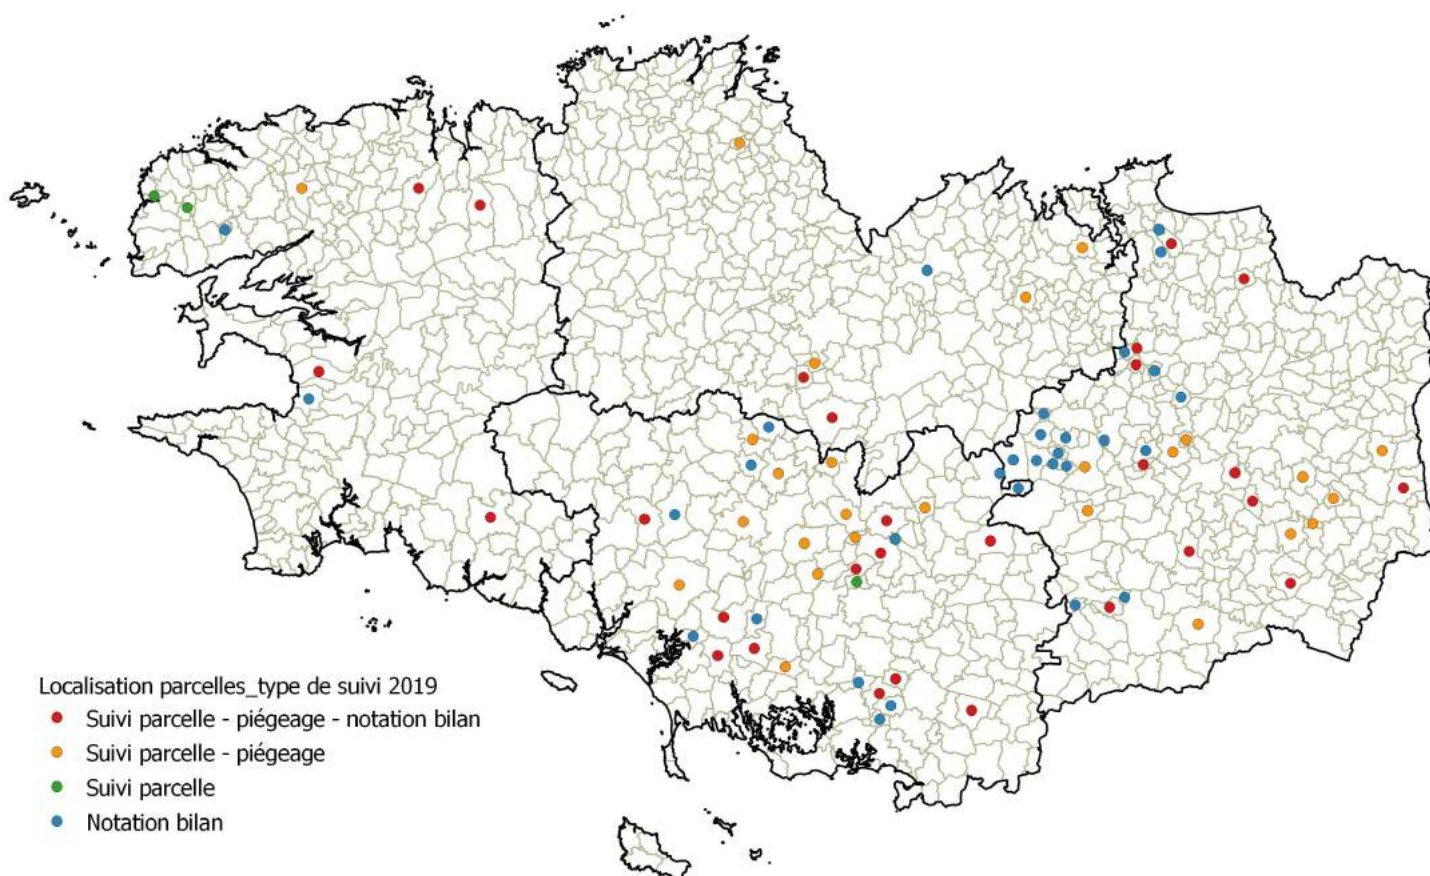 Localisation parcelles_type de suivi 2019
Suivi parcelle - piégeage - notation bilan
Suivi parcelle - piégeage
Suivi parcelle
Notation bilan